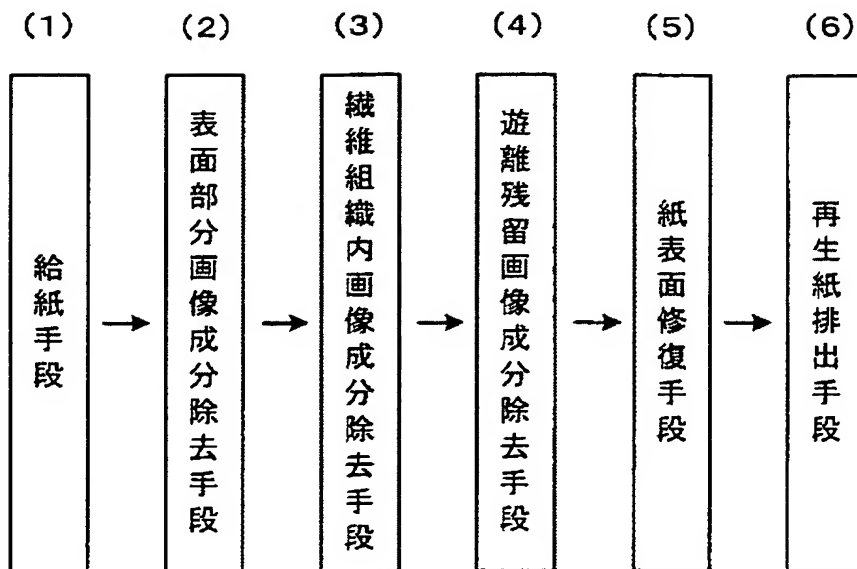 (1) (2) (3) (4) (5) (6)
給紙手段
表面部分画像成分除去手段
繊維組織内画像成分除去手段
遊離残留画像成分除去手段
紙表面修復手段
再生紙排出手段